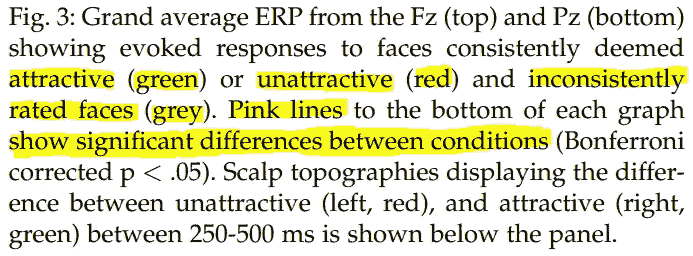 Fig. 3: Grand average ERP from the Fz (top) and Pz (bottom)
showing evoked responses to faces consistently deemed
attractive (green) or unattractive (red) and inconsistently
rated faces (grey). Pink lines to the bottom of each graph
show significant differences between conditions (Bonferroni
corrected p < .05). Scalp topographies displaying the differ-
ence between unattractive (left, red), and attractive (right,
green) between 250-500 ms is shown below the panel.